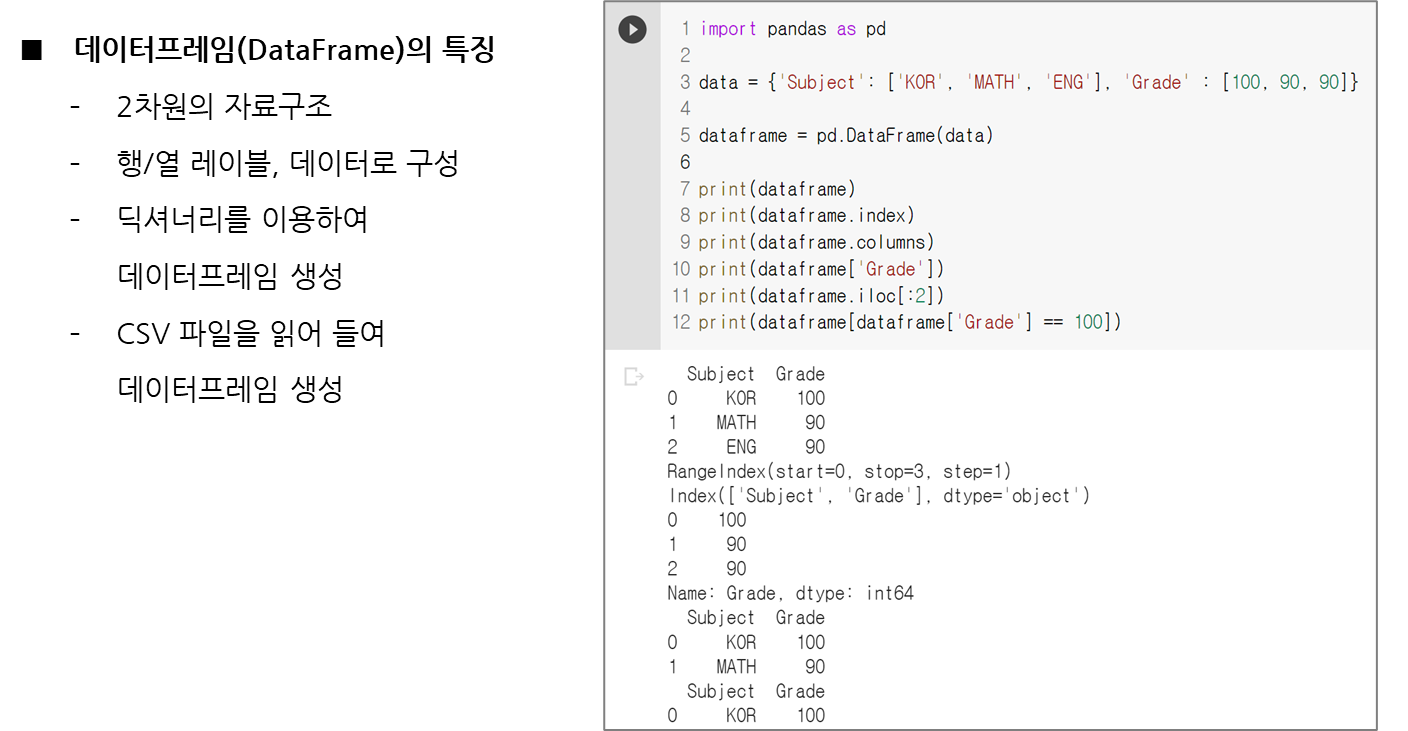 ■ 데이터프레임(DataFrame)의 특징
- 2차원의 자료구조
- 행/열 레이블, 데이터로 구성
- 딕셔너리를 이용하여
데이터프레임 생성
- CSV 파일을 읽어 들여
데이터프레임 생성
1 import pandas as pd
2
3 data = {'Subject': ['KOR', 'MATH', 'ENG'], 'Grade' : [100, 90, 90]}
4
5 dataframe = pd.DataFrame(data)
6
7 print(dataframe)
8 print(dataframe.index)
9 print(dataframe.columns)
10 print(dataframe['Grade'])
11 print(dataframe.iloc[:2])
12 print(dataframe[dataframe['Grade'] == 100])
Subject Grade
0 KOR 100
1 MATH 90
2 ENG 90
RangeIndex(start=0, stop=3, step=1)
Index(['Subject', 'Grade'], dtype='object')
0 100
1 90
2 90
Name: Grade, dtype: int64
Subject Grade
0 KOR 100
1 MATH 90
Subject Grade
0 KOR 100